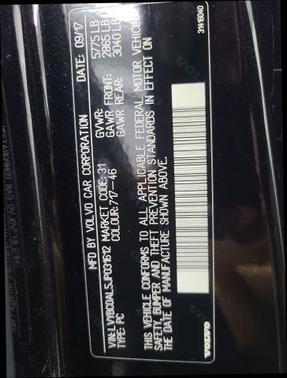 MFD BY VOLVO CAR CORPORATION DATE: 09/17
GVWR: 5775 LB
GAWR FRONT: 2865 LB
GAWR REAR: 3040 LB
MARKET CODE: 31
COLOUR: 717-46
TYPE: PC
THIS VEHICLE CONFORMS TO ALL APPLICABLE FEDERAL MOTOR VEHICLE
SAFETY, BUMPER AND THEFT PREVENTION STANDARDS IN EFFECT ON
THE DATE OF MANUFACTURE SHOWN ABOVE.
VOLVO